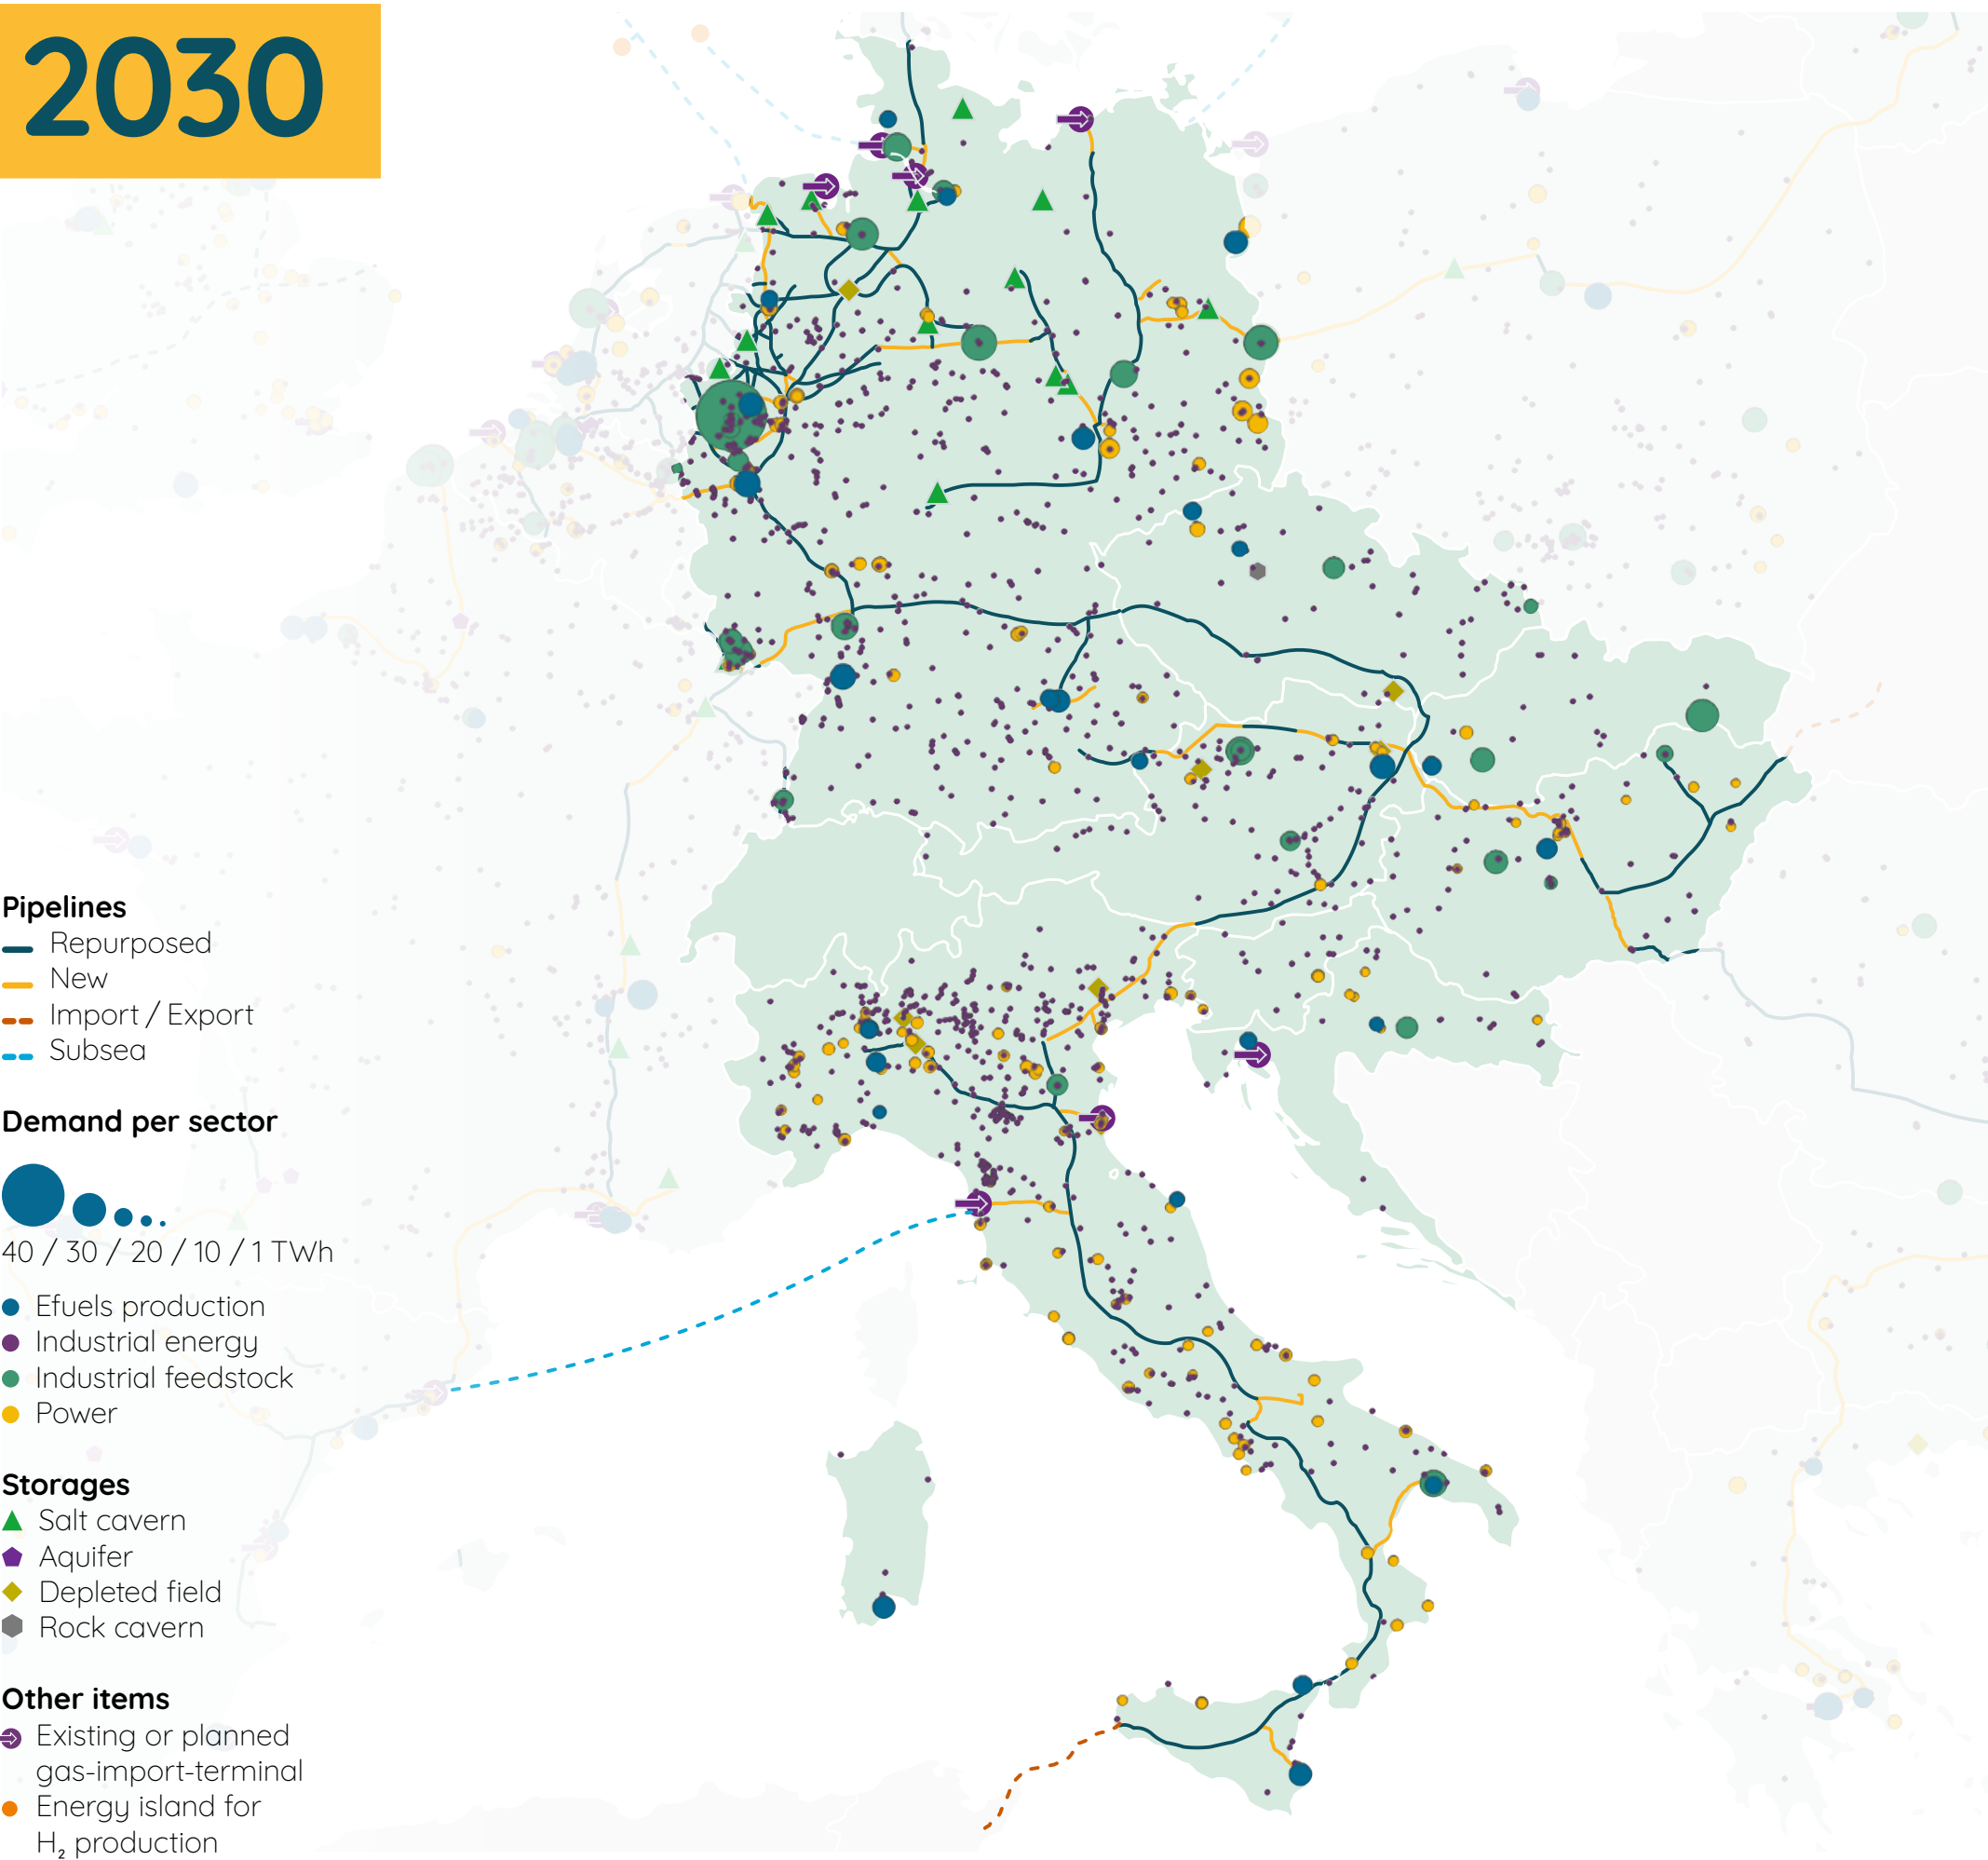 2030
Pipelines
Repurposed
New
Import / Export
Subsea
Demand per sector
40 / 30 / 20 / 10 / 1 TWh
Efuels production
Industrial energy
Industrial feedstock
Power
Storages
Salt cavern
Aquifer
Depleted field
Rock cavern
Other items
Existing or planned
gas-import-terminal
Energy island for
H₂ production